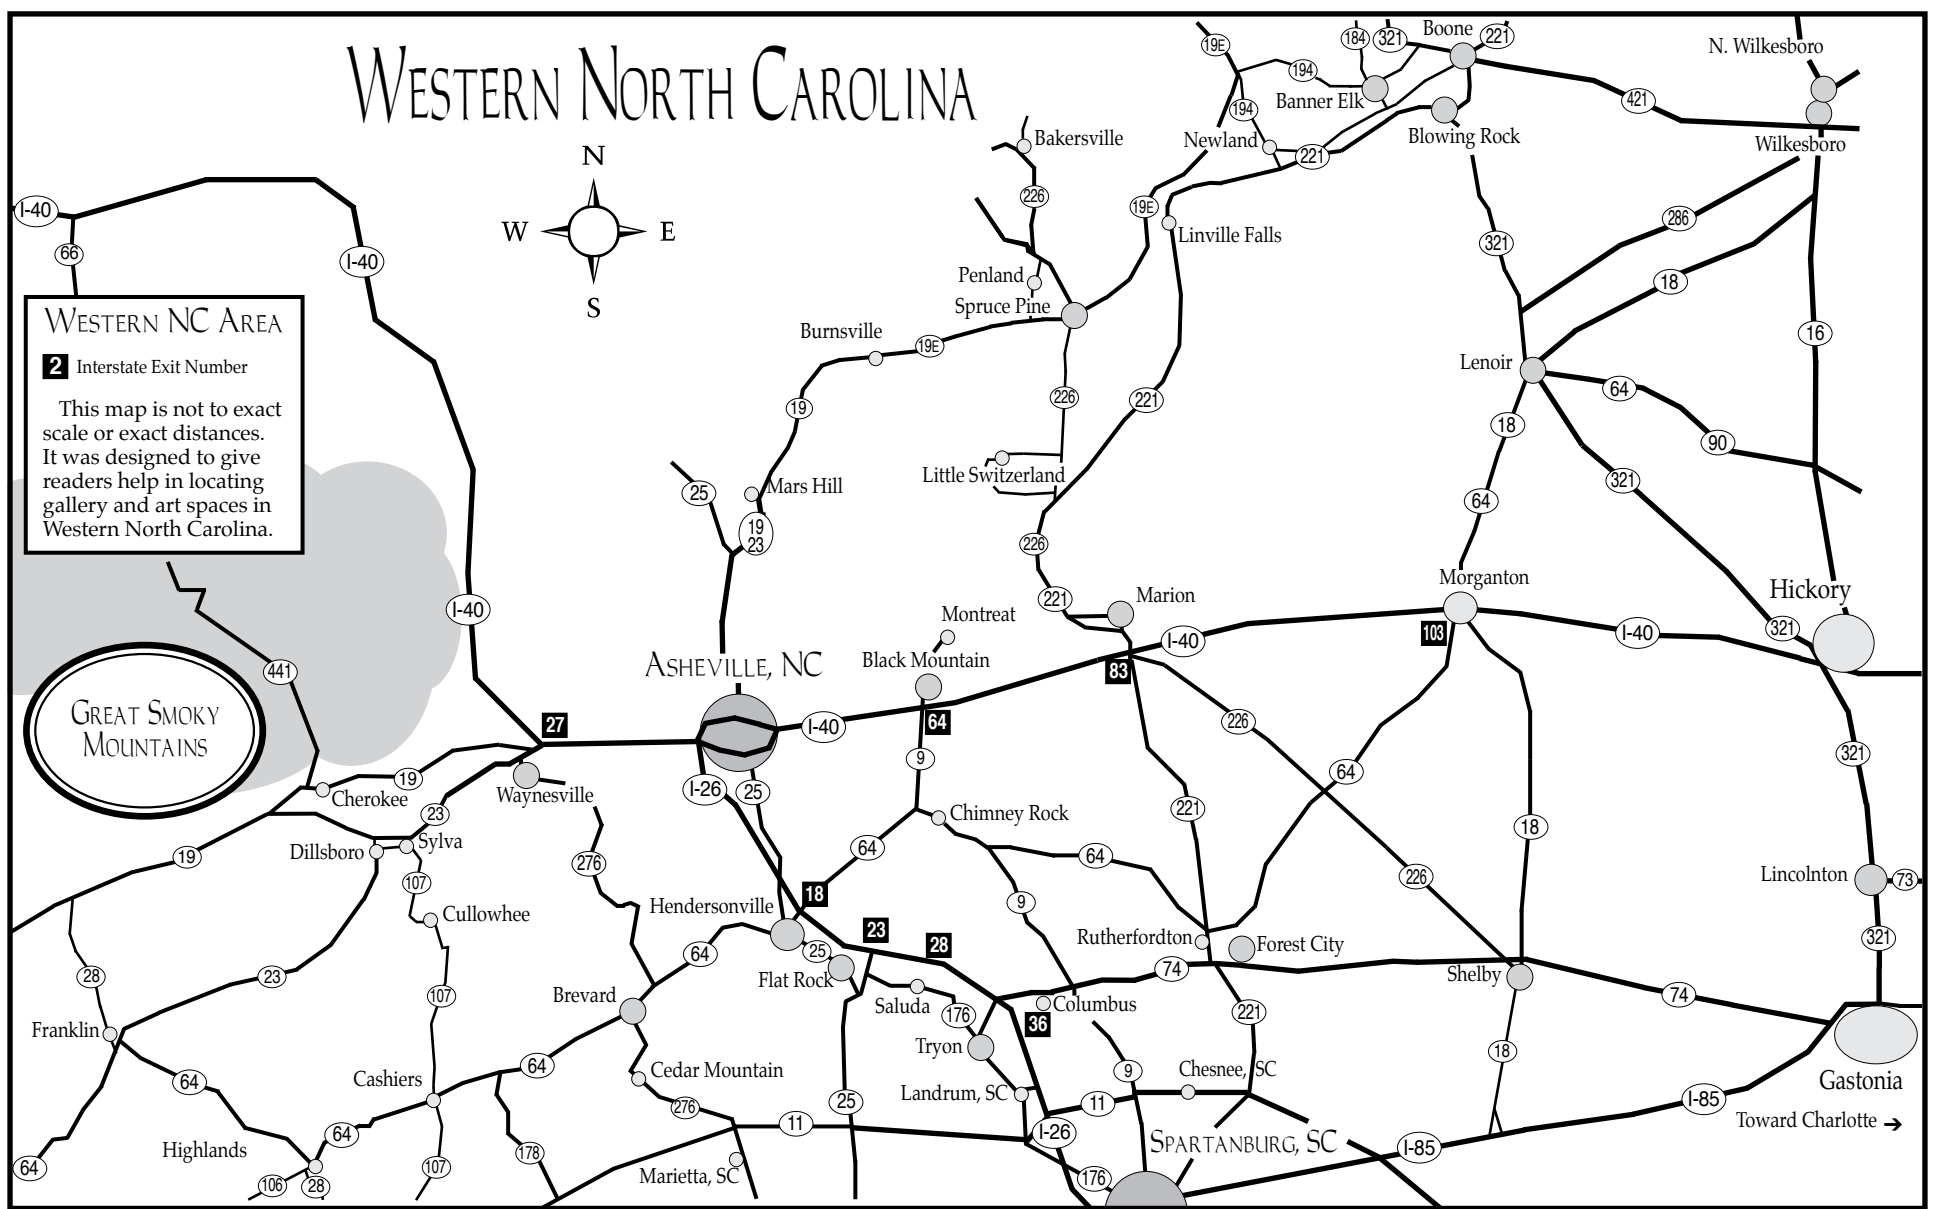 WESTERN NORTH CAROLINA
19E
184
321
Boone
221
N. Wilkesboro
194
Banner Elk
421
194
Newland
221
Blowing Rock
Wilkesboro
Bakersville
N
W
E
S
226
19E
Linville Falls
286
I-40
66
I-40
321
18
Penland
Spruce Pine
16
WESTERN NC AREA
2 Interstate Exit Number
This map is not to exact
scale or exact distances.
It was designed to give
readers help in locating
gallery and art spaces in
Western North Carolina.
Burnsville
19E
Lenoir
64
19
226
221
18
90
Mars Hill
25
Little Switzerland
321
64
19
23
226
Morganton
Hickory
I-40
221
Marion
Montreat
103
I-40
321
I-40
441
ASHEVILLE, NC
Black Mountain
83
GREAT SMOKY
MOUNTAINS
27
I-40
64
226
321
9
64
19
Cherokee
Waynesville
I-26
25
23
Chimney Rock
221
18
Dillsboro
Sylva
19
276
64
64
107
226
Lincolnton
73
18
Hendersonville
9
Cullowhee
23
28
Rutherfordton
Forest City
321
64
25
Flat Rock
74
Shelby
28
23
107
Brevard
Saluda
176
Columbus
36
221
74
Franklin
Tryon
18
64
Cashiers
64
Cedar Mountain
Landrum, SC
9
Chesnee, SC
Gastonia
276
25
11
I-85
Toward Charlotte ➔
64
11
I-26
SPARTANBURG, SC
I-85
Highlands
178
Marietta, SC
176
64
106
28
107